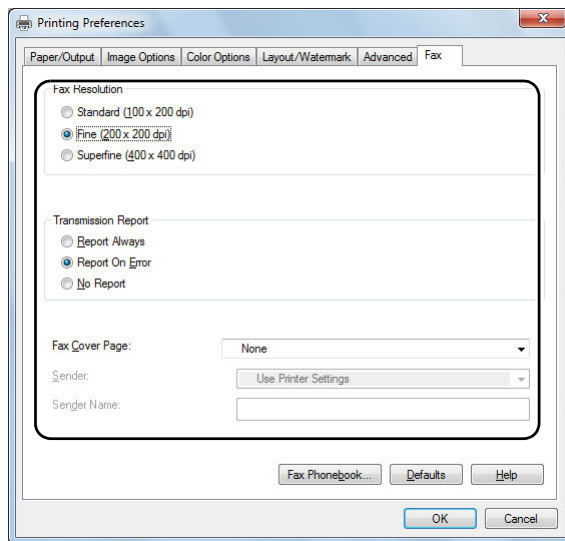 Printing Preferences
Paper/Output Image Options Color Options Layout/Watermark Advanced Fax
Fax Resolution
Standard (100 x 200 dpi)
Fine (200 x 200 dpi)
Superfine (400 x 400 dpi)
Transmission Report
Report Always
Report On Error
No Report
Fax Cover Page: None
Sender: Use Printer Settings
Sender Name:
Fax Phonebook... Defaults Help
OK Cancel